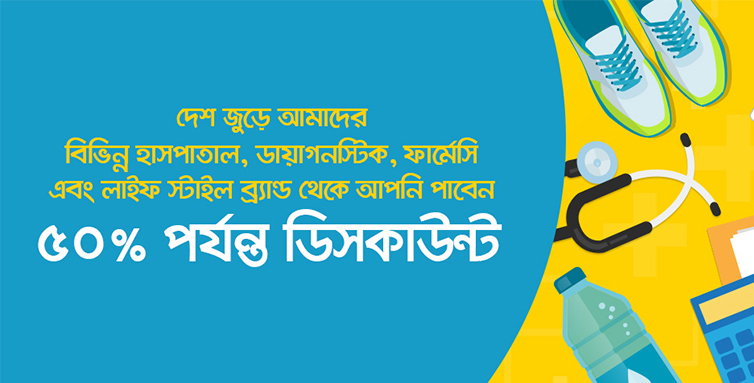 দেশ জুড়ে আমাদের
বিভিন্ন হাসপাতাল, ডায়াগনস্টিক, ফার্মেসি
এবং লাইফ স্টাইল ব্র্যান্ড থেকে আপনি পাবেন
৫০% পর্যন্ত ডিসকাউন্ট